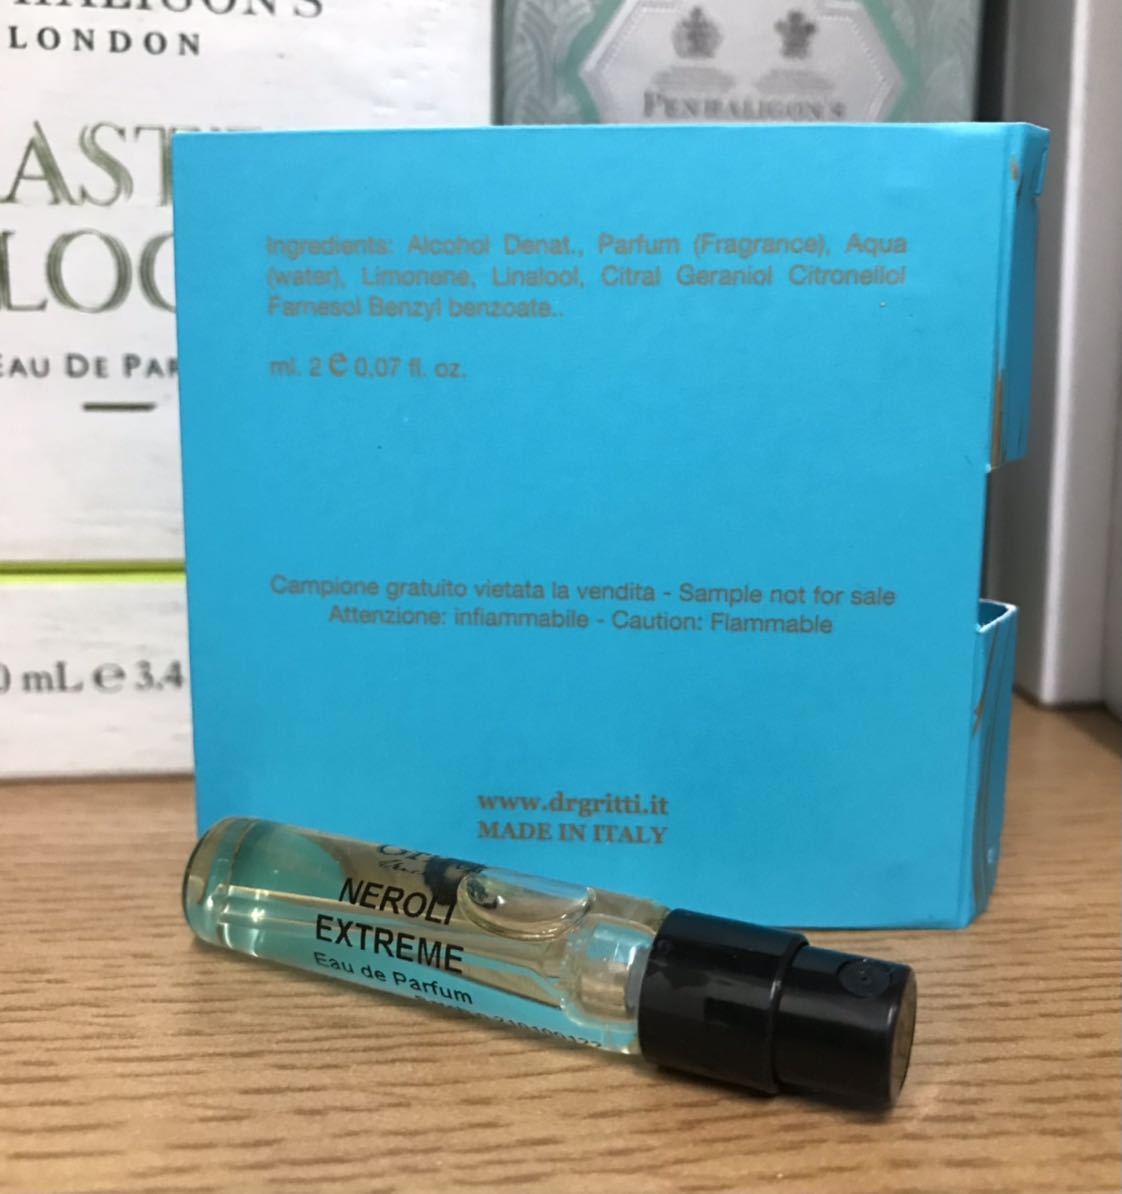 LONDON
EAU DE PAR
0 mL e 3.4
PENHALIGON'S
Ingredients: Alcohol Denat., Parfum (Fragrance), Aqua
(water), Limonene, Linalool, Citral Geraniol Citronellol
Farnesol Benzyl benzoate..
ml. 2 e 0.07 fl. oz.
Campione gratuito vietata la vendita - Sample not for sale
Attenzione: infiammabile - Caution: Flammable
www.drgritti.it
MADE IN ITALY
NEROLI
EXTREME
Eau de Parfum